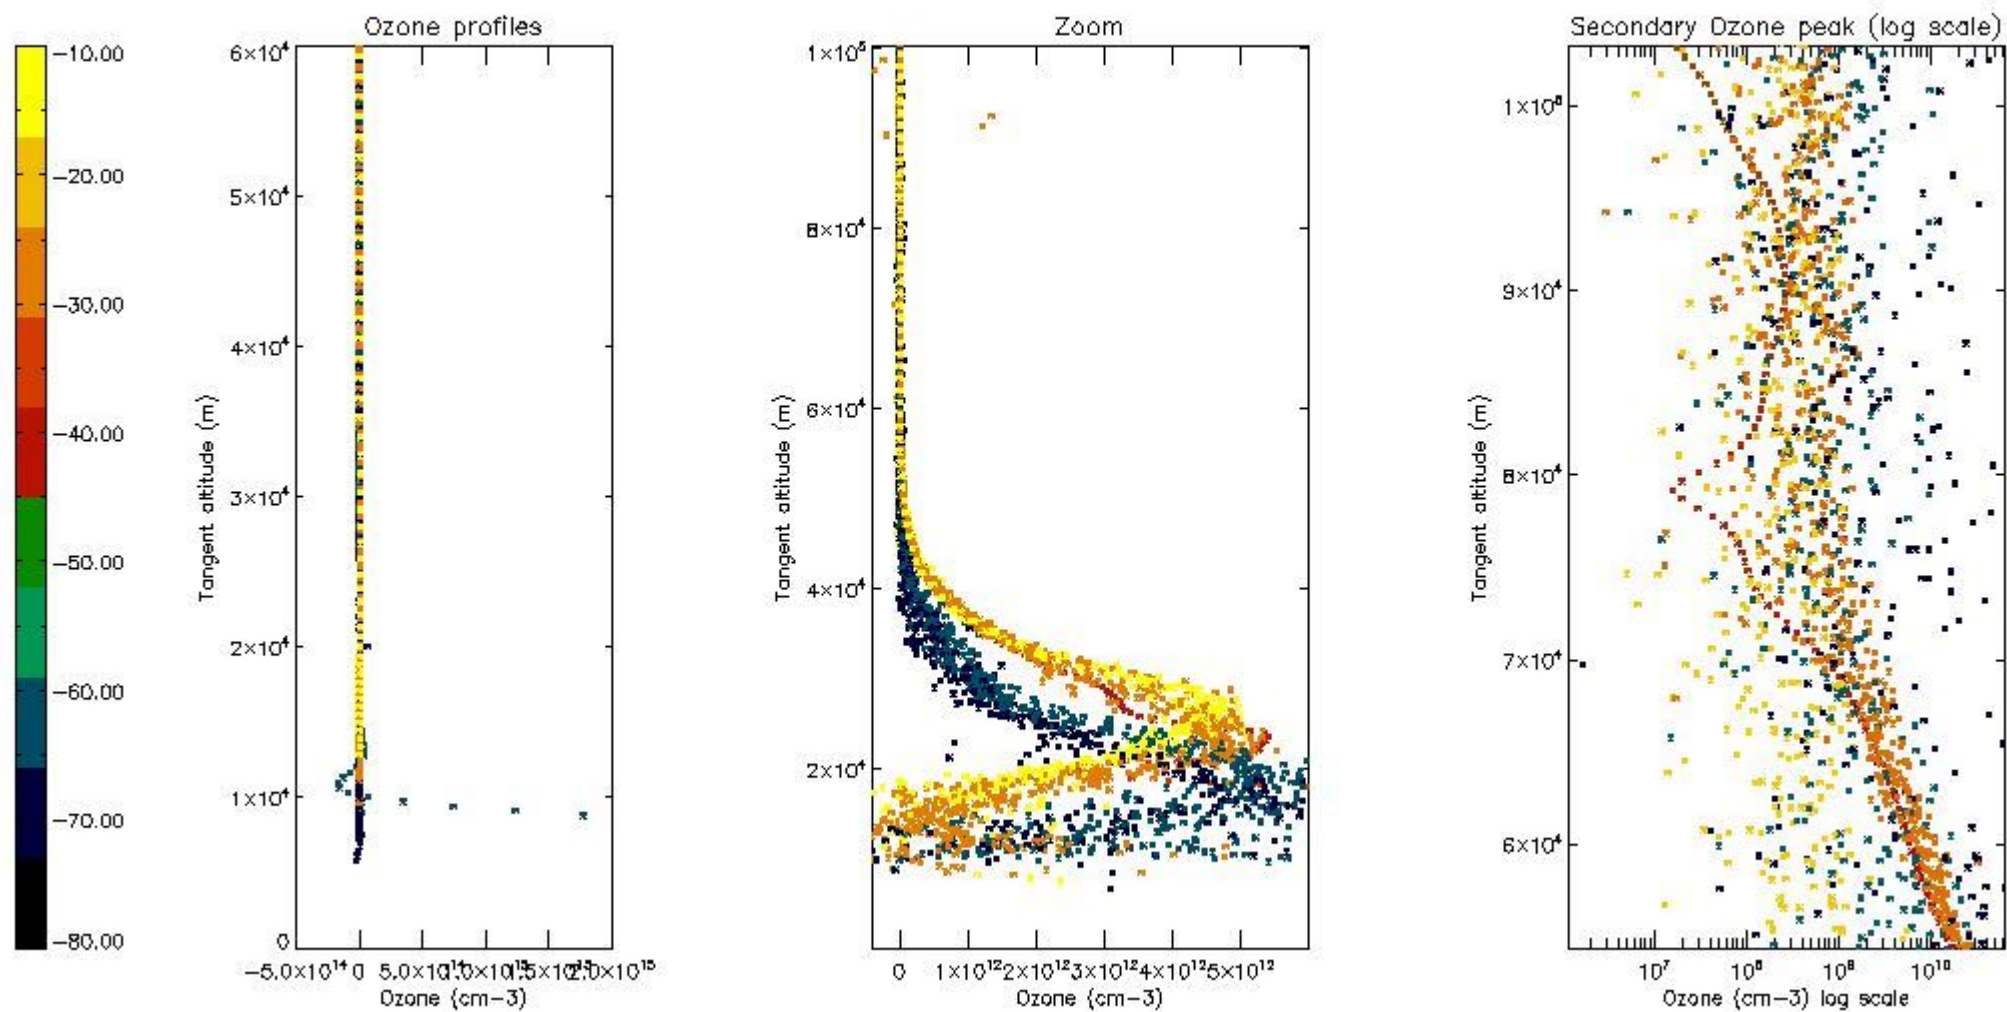 Ozone profiles
Zoom
Secondary Ozone peak (log scale)
-10.00
-20.00
-30.00
-40.00
-50.00
-60.00
-70.00
-80.00
6×10⁴
5×10⁴
4×10⁴
3×10⁴
2×10⁴
1×10⁴
0
Tangent altitude (m)
-5.0×10¹⁴ 0
Ozone (cm-3)
1×10⁵
8×10⁴
6×10⁴
4×10⁴
2×10⁴
Tangent altitude (m)
0 1×10¹² 2×10¹² 3×10¹² 4×10¹² 5×10¹²
Ozone (cm-3)
9×10⁴
8×10⁴
7×10⁴
6×10⁴
Tangent altitude (m)
10⁷ 10¹⁰
Ozone (cm-3) log scale